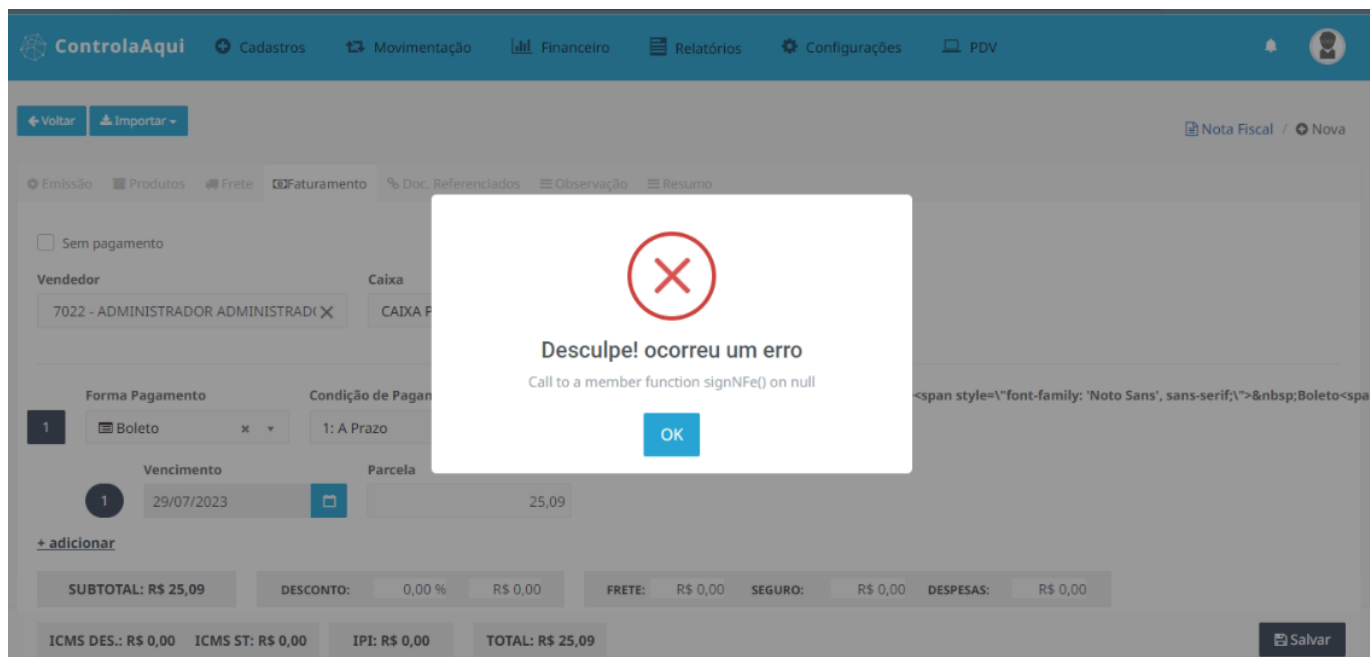 ControlaAqui Cadastros Movimentação Financeiro Relatórios Configurações PDV
Voltar Importar
Nota Fiscal / Nova
Emissão Produtos Frete Faturamento Doc. Referenciados Observação Resumo
Sem pagamento
Vendedor Caixa
7022 - ADMINISTRADOR ADMINISTRAD CAIXA P
Desculpe! ocorreu um erro
Call to a member function signNFe() on null
OK
Forma Pagamento Condição de Pagan <span style=\"font-family: 'Noto Sans', sans-serif;\">&nbsp;Boleto<spa
1 Boleto × 1: A Prazo
Vencimento Parcela
1 29/07/2023 25,09
+ adicionar
SUBTOTAL: R$ 25,09 DESCONTO: 0,00 % R$ 0,00 FRETE: R$ 0,00 SEGURO: R$ 0,00 DESPESAS: R$ 0,00
ICMS DES.: R$ 0,00 ICMS ST: R$ 0,00 IPI: R$ 0,00 TOTAL: R$ 25,09 Salvar